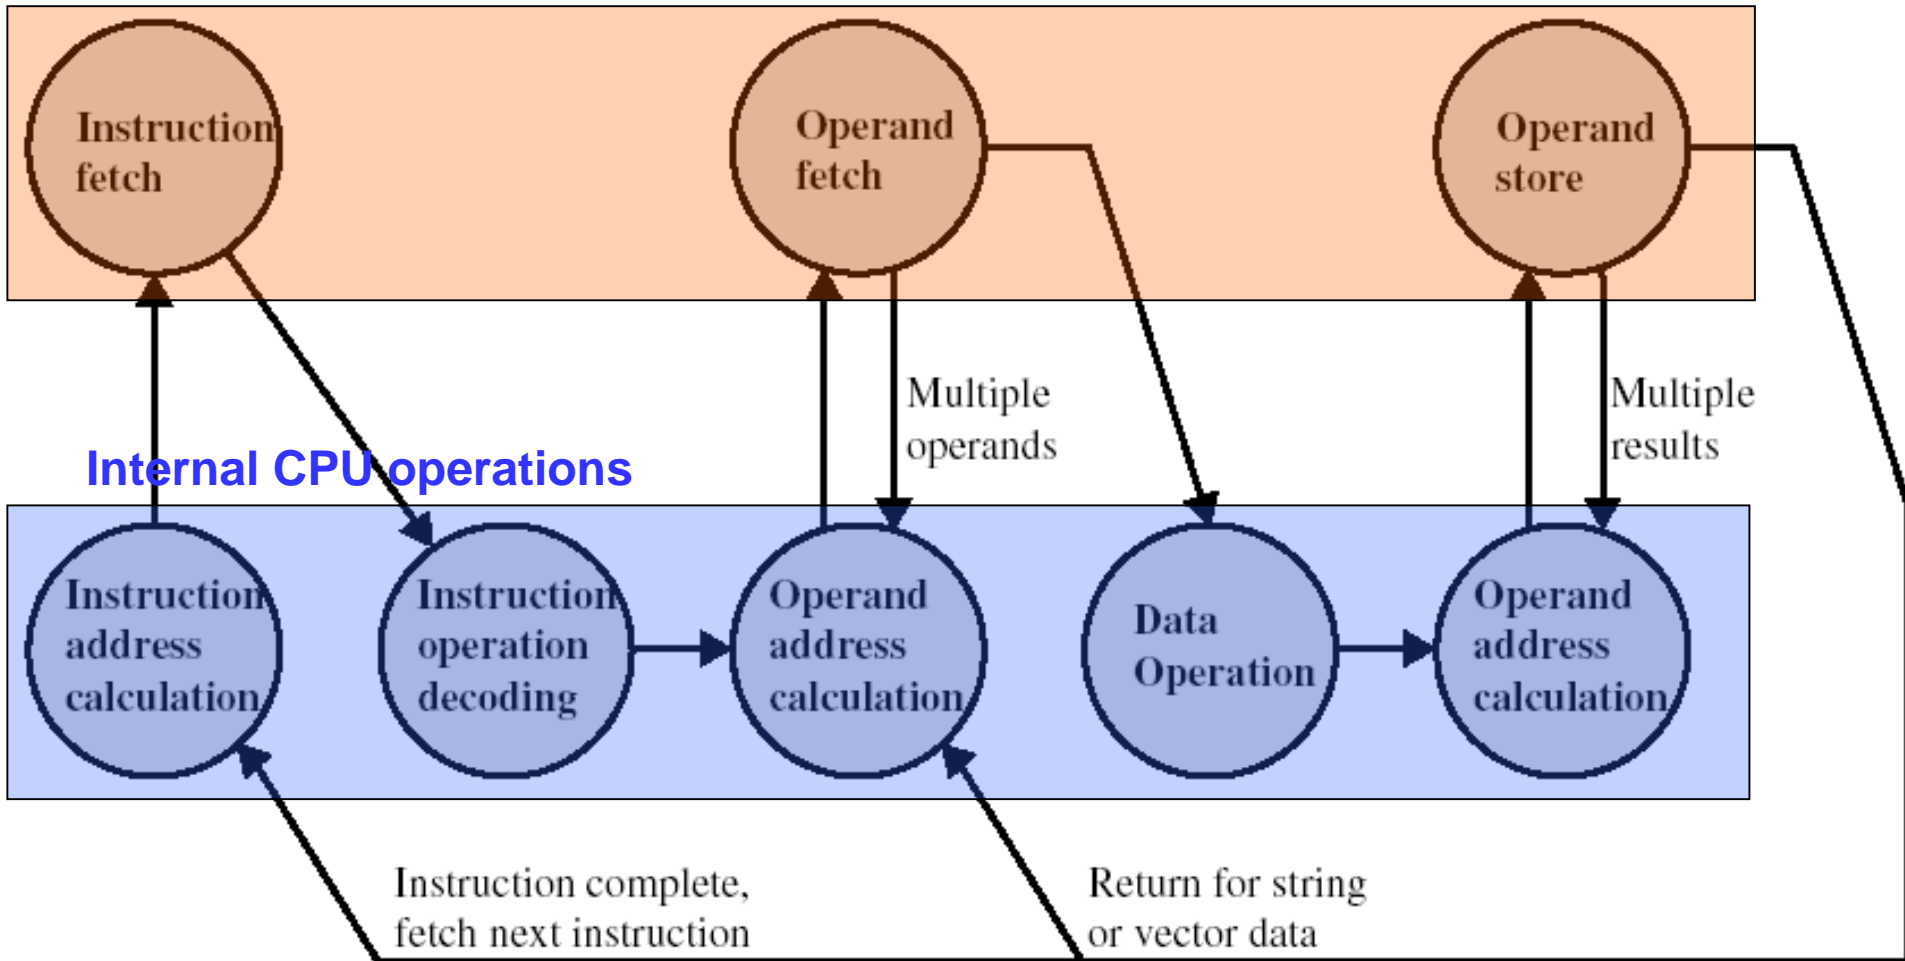 Instruction
fetch
Operand
fetch
Operand
store
Multiple
operands
Multiple
results
Internal CPU operations
Instruction
address
calculation
Instruction
operation
decoding
Operand
address
calculation
Data
Operation
Operand
address
calculation
Instruction complete,
fetch next instruction
Return for string
or vector data